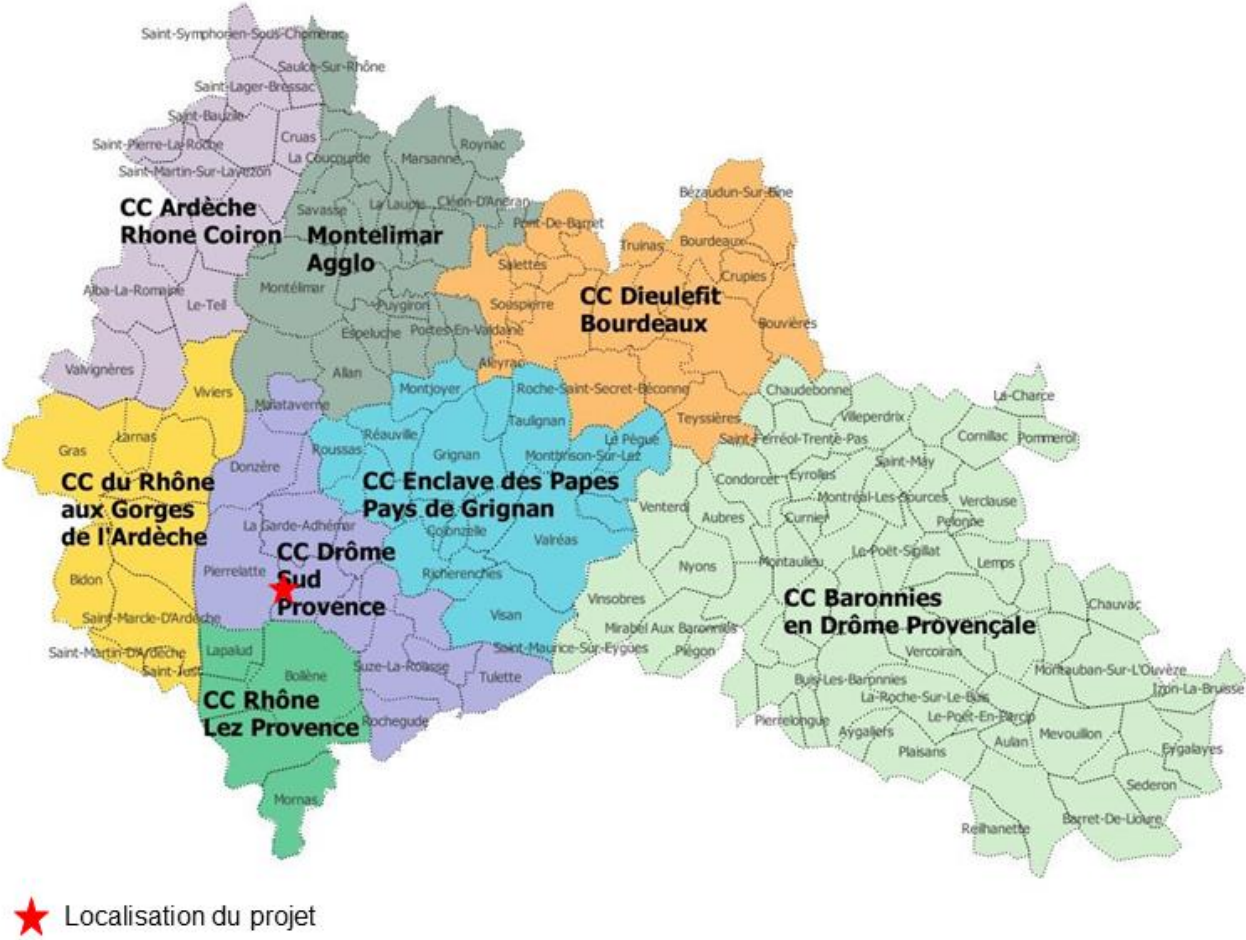 Saint-Symphorien-Sous-Chomérac
Saulce-Sur-Rhône
Saint-Lager-Bressac
Saint-Bauzile
Cruas
Saint-Pierre-La-Roche
La Coucourde
Marsanne
Roynac
Saint-Martin-Sur-Lavezon
CC Ardèche
Rhone Coiron
Savasse
La Laupie
Cléon-D'Andran
Bézaudun-Sur-Bîne
Pont-De-Barret
Montelimar
Agglo
Truinas
Bourdeaux
Salettes
Crupies
Alba-La-Romaine
Le-Teil
Montélimar
Puygiron
Souspierre
CC Dieulefit
Bourdeaux
Espeluche
Portes-En-Valdaine
Bouvières
Valvignères
Allan
Aleyrac
Viviers
Malataverne
Montjoyer
Roche-Saint-Secret-Béconne
Chaudebonne
La-Charce
Taulignan
Teyssières
Villeperdrix
Larnas
Gras
Réauville
Roussas
Le Pègue
Saint-Ferréol-Trente-Pas
Cornillac
Pommerol
Donzère
Grignan
Montbrison-Sur-Lez
Saint-May
CC du Rhône
aux Gorges
de l'Ardèche
CC Enclave des Papes
Pays de Grignan
Condorcet
Eyroles
Montréal-Les-Sources
Verclause
Venterol
Aubres
Curnier
Pelonne
La Garde-Adhémar
Colonzelle
Valréas
CC Drôme
Sud
Provence
Le-Poët-Sigillat
Montaulieu
Lemps
Bidon
Pierrelatte
Richerenches
Nyons
Vinsobres
CC Baronnies
en Drôme Provençale
Chauvac
Saint-Marcle-D'Ardèche
Visan
Mirabel Aux Baronnies
Saint-Martin-D'Ardèche
Saint-Just
Lapalud
Saint-Maurice-Sur-Eygues
Piégon
Vercoiran
Bollène
Suze-La-Rousse
Tulette
Montauban-Sur-L'Ouvèze
Buis-Les-Baronnies
Izon-La-Bruisse
CC Rhône
Lez Provence
La-Roche-Sur-Le-Buis
Rochegude
Pierrelongue
Le-Poët-En-Percip
Aygaliers
Aulan
Mevouillon
Plaisans
Eygalayes
Mornas
Sederon
Reilhanette
Barret-De-Lioure
Localisation du projet